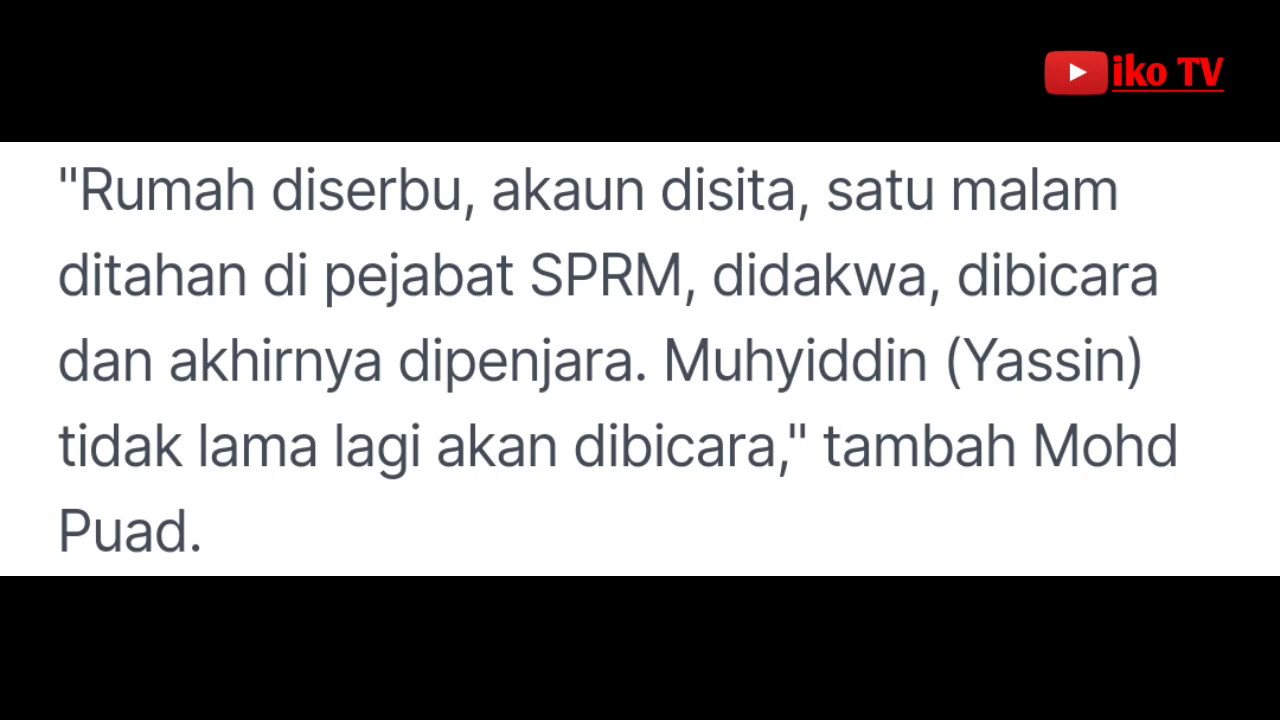 iko TV
"Rumah diserbu, akaun disita, satu malam
ditahan di pejabat SPRM, didakwa, dibicara
dan akhirnya dipenjara. Muhyiddin (Yassin)
tidak lama lagi akan dibicara," tambah Mohd
Puad.